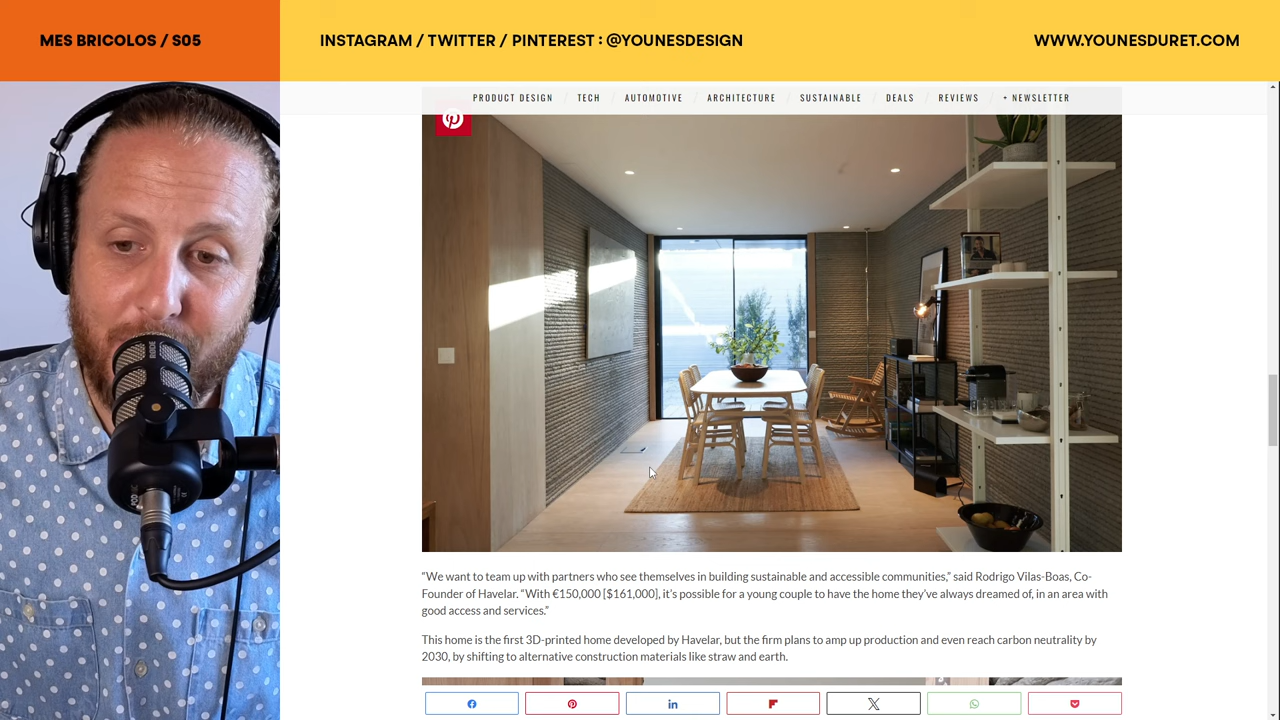 MES BRICOLOS / S05
INSTAGRAM / TWITTER / PINTEREST : @YOUNESDESIGN
WWW.YOUNESDURET.COM
PRODUCT DESIGN / TECH / AUTOMOTIVE / ARCHITECTURE / SUSTAINABLE / DEALS / REVIEWS / + NEWSLETTER
RODE
“We want to team up with partners who see themselves in building sustainable and accessible communities,” said Rodrigo Vilas-Boas, Co-
Founder of Havelar. “With €150,000 [$161,000], it’s possible for a young couple to have the home they’ve always dreamed of, in an area with
good access and services.”
This home is the first 3D-printed home developed by Havelar, but the firm plans to amp up production and even reach carbon neutrality by
2030, by shifting to alternative construction materials like straw and earth.